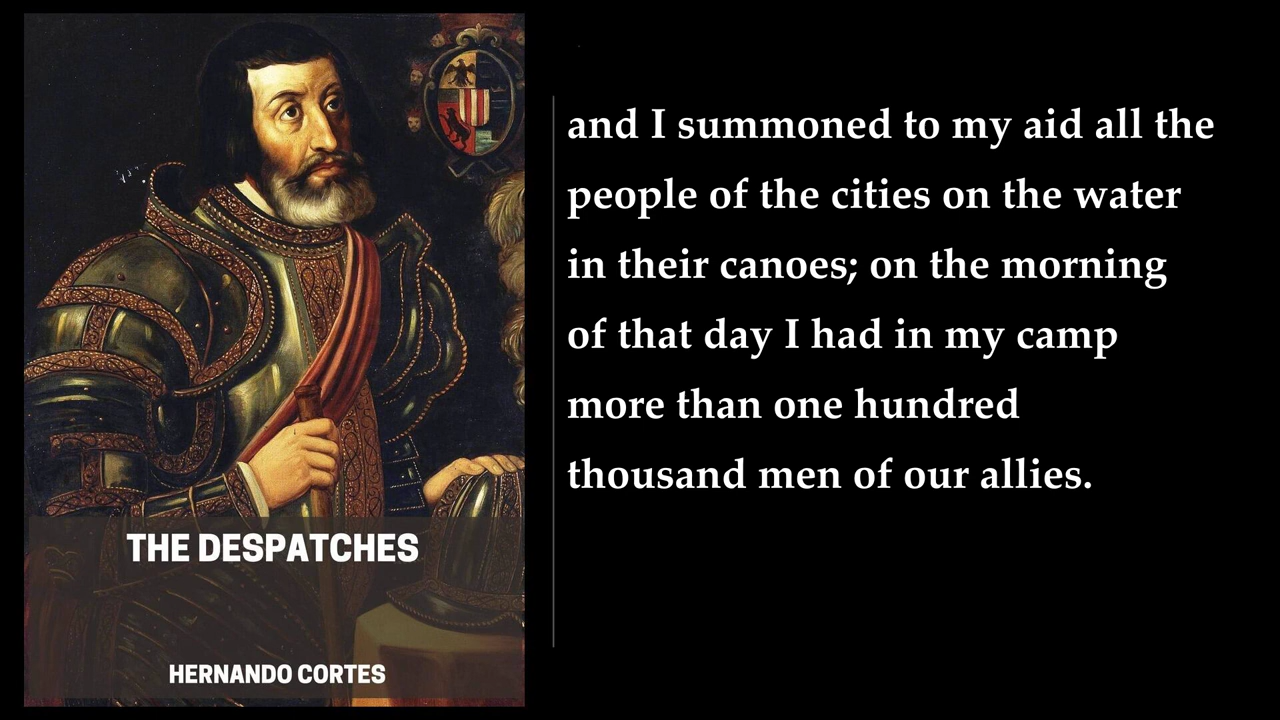 THE DESPATCHES
HERNANDO CORTES
and I summoned to my aid all the
people of the cities on the water
in their canoes; on the morning
of that day I had in my camp
more than one hundred
thousand men of our allies.